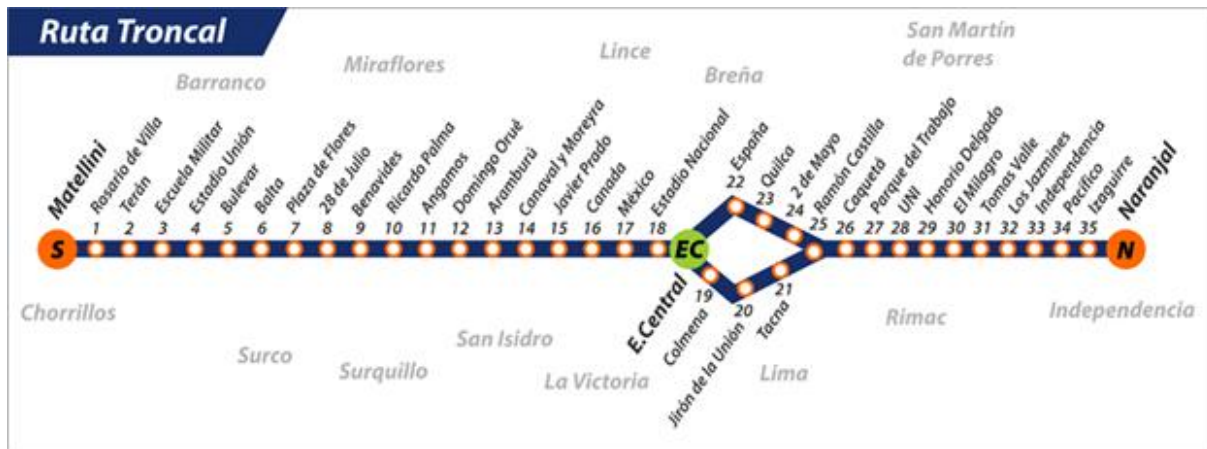 Ruta Troncal
Barranco
Miraflores
Lince
Breña
San Martín
de Porres
Matellini
Rosario de Villa
Terán
Escuela Militar
Estadio Unión
Bulevar
Balta
Plaza de Flores
28 de Julio
Benavides
Ricardo Palma
Angamos
Domingo Orué
Aramburú
Canaval y Moreyra
Javier Prado
Canada
México
Estadio Nacional
España
Quilca
2 de Mayo
Ramón Castilla
Caquetá
Parque del Trabajo
UNI
Honorio Delgado
El Milagro
Tomas Valle
Los Jazmines
Independencia
Pacífico
Izaguirre
Naranjal
S 1 2 3 4 5 6 7 8 9 10 11 12 13 14 15 16 17 18 EC 22 23 24 25 26 27 28 29 30 31 32 33 34 35 N
19 20 21
E.Central
Colmena
Jirón de la Unión
Tacna
Chorrillos
Surco
Surquillo
San Isidro
La Victoria
Lima
Rimac
Independencia